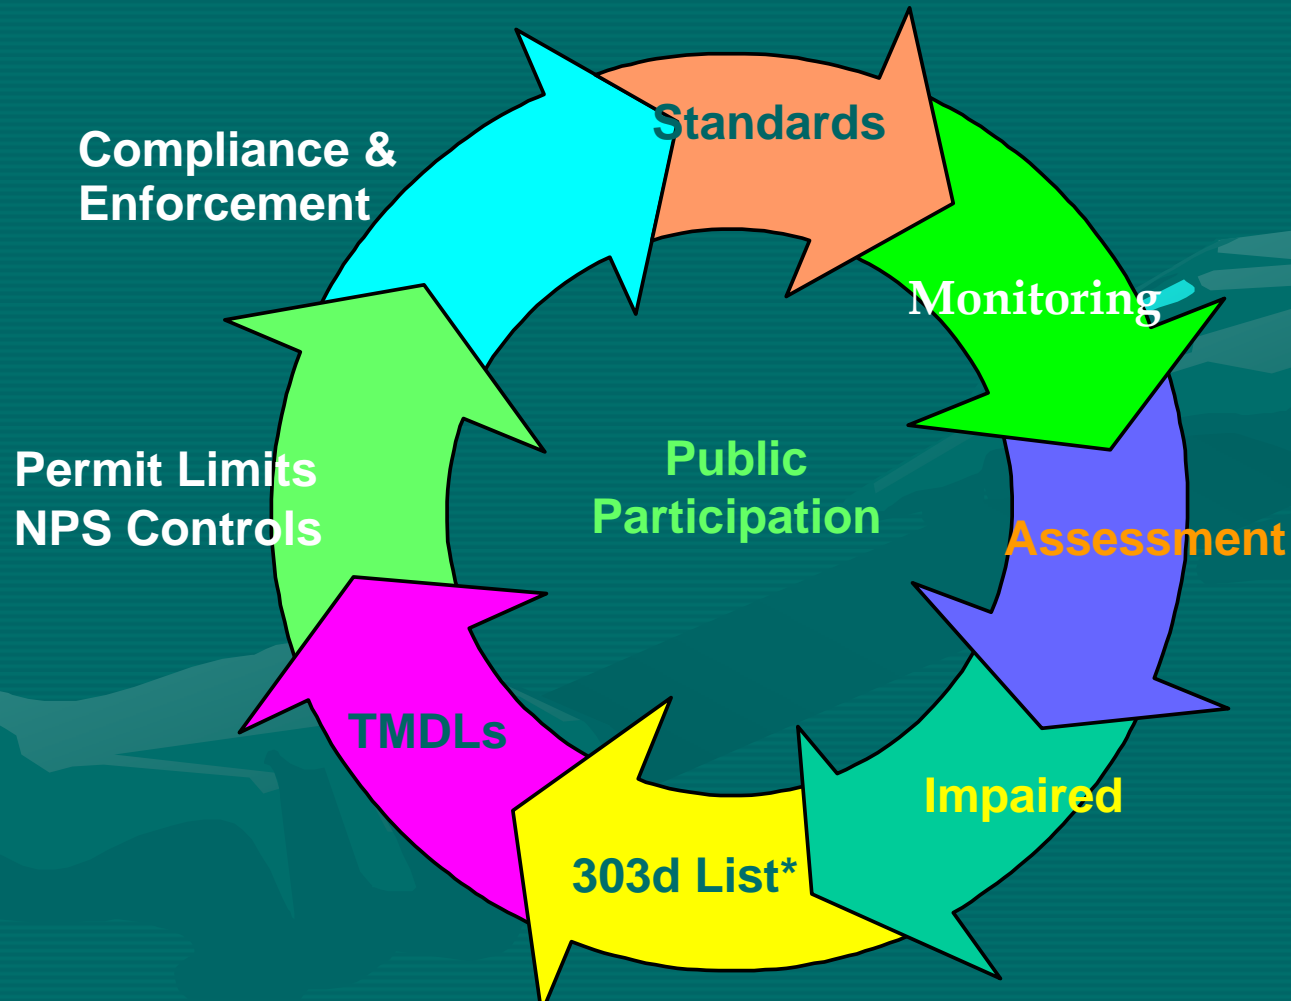 Standards
Compliance &
Enforcement
Monitoring
Permit Limits
NPS Controls
Public
Participation
Assessment
TMDLs
Impaired
303d List*